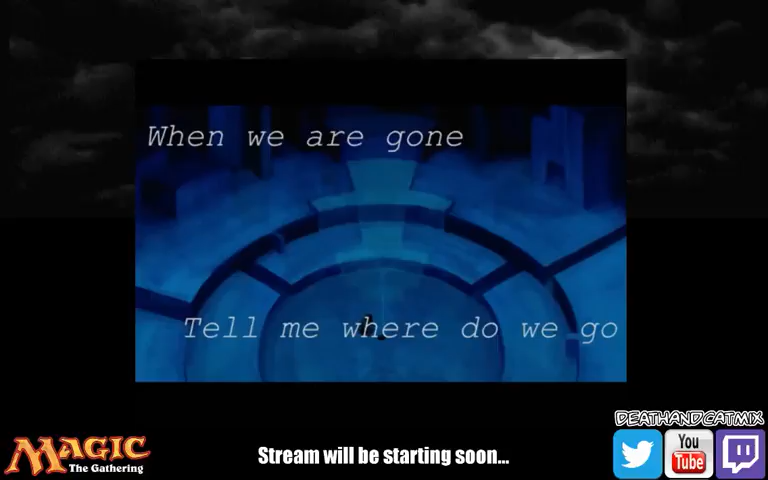 When we are gone
Tell me where do we go
DEATHANDCATMIX
MAGIC
The Gathering
Stream will be starting soon...
You
Tube